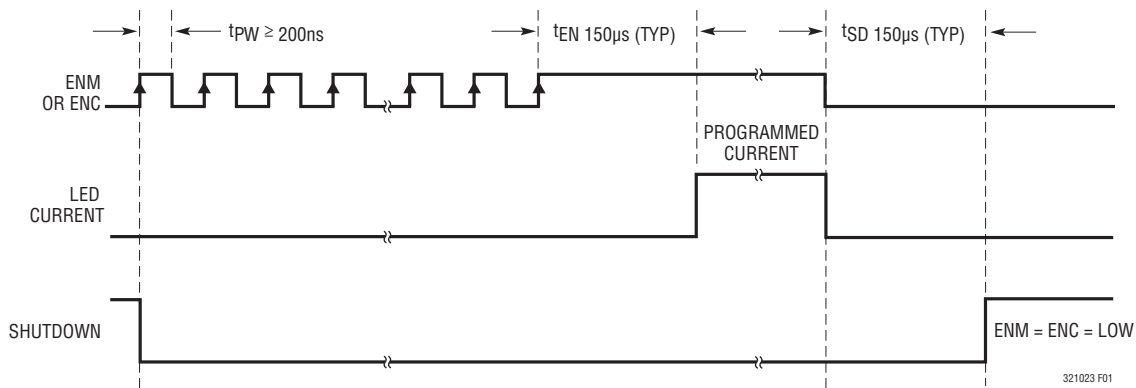 tPW ≥ 200ns
tEN 150µs (TYP)
tSD 150µs (TYP)
ENM
OR ENC
PROGRAMMED
CURRENT
LED
CURRENT
SHUTDOWN
ENM = ENC = LOW
321023 F01